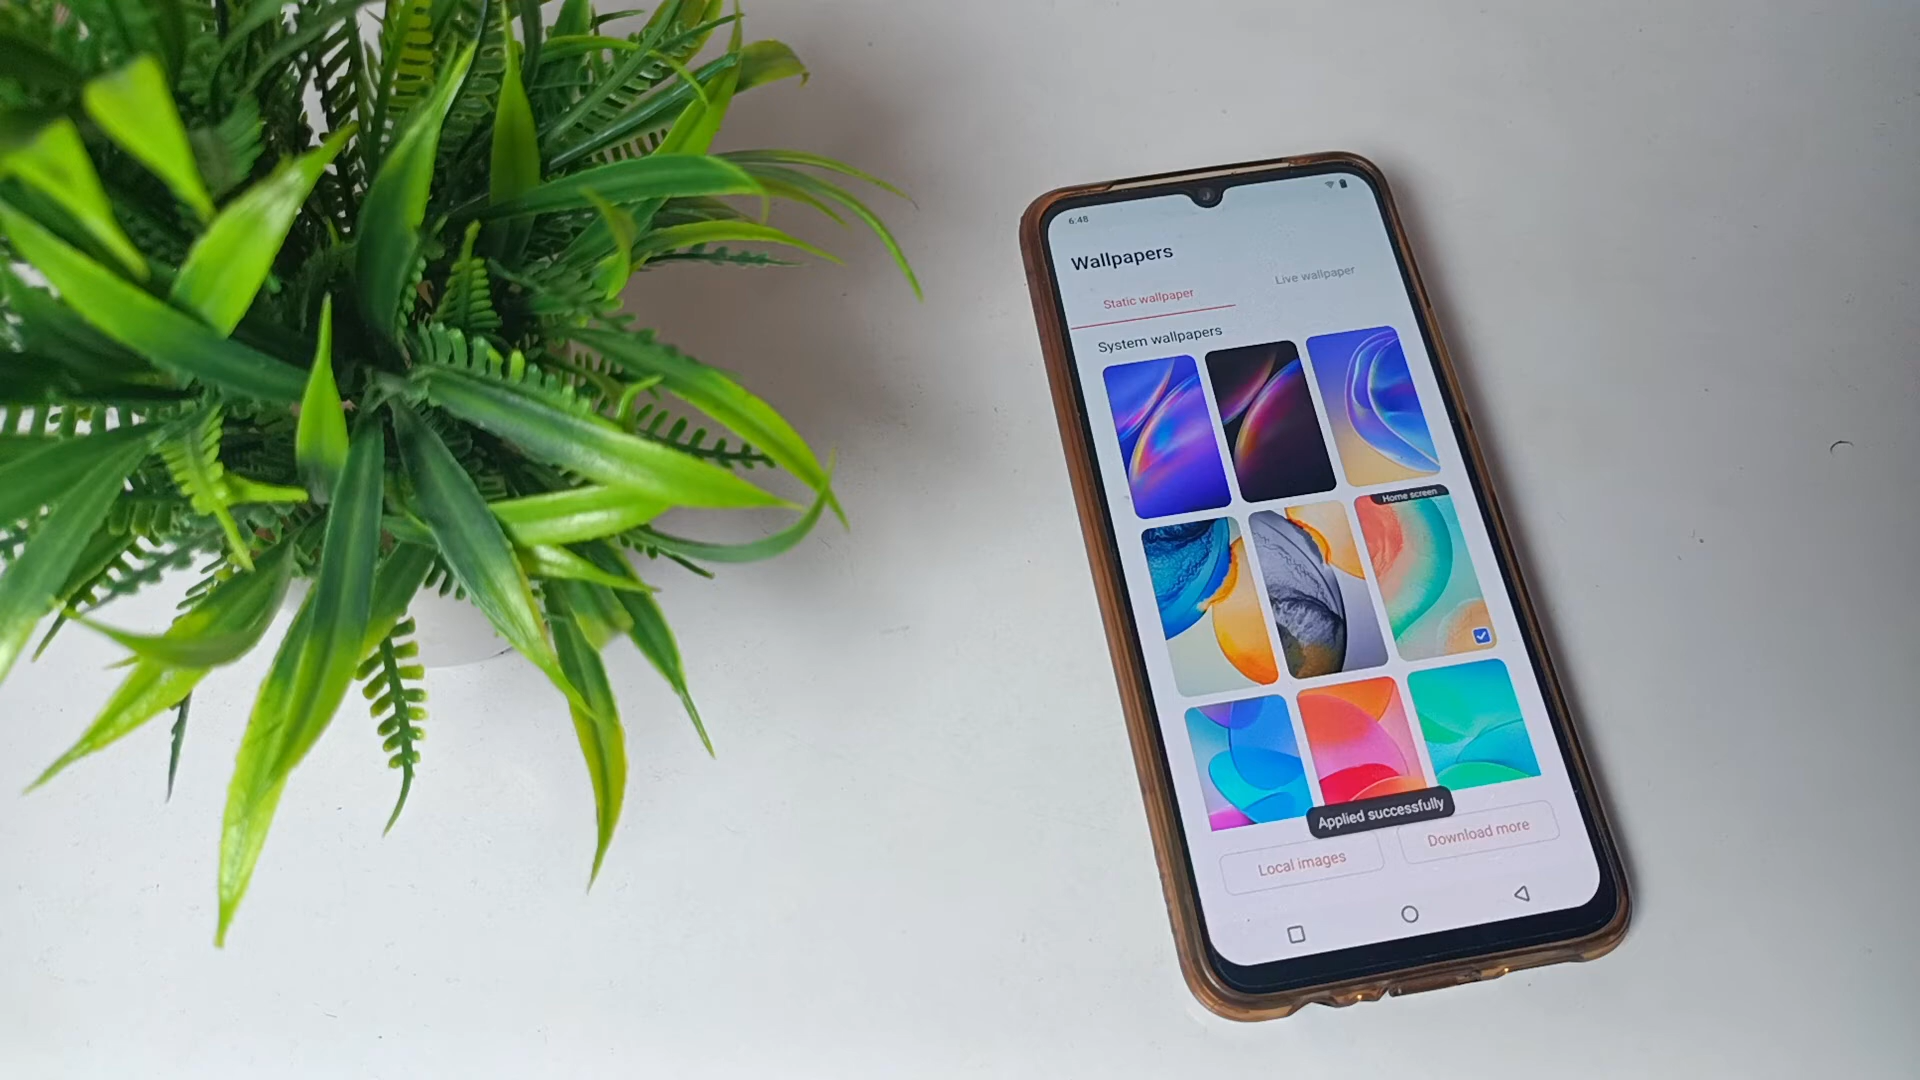 6:48
Wallpapers
Static wallpaper
Live wallpaper
System wallpapers
Home screen
Applied successfully
Local images
Download more